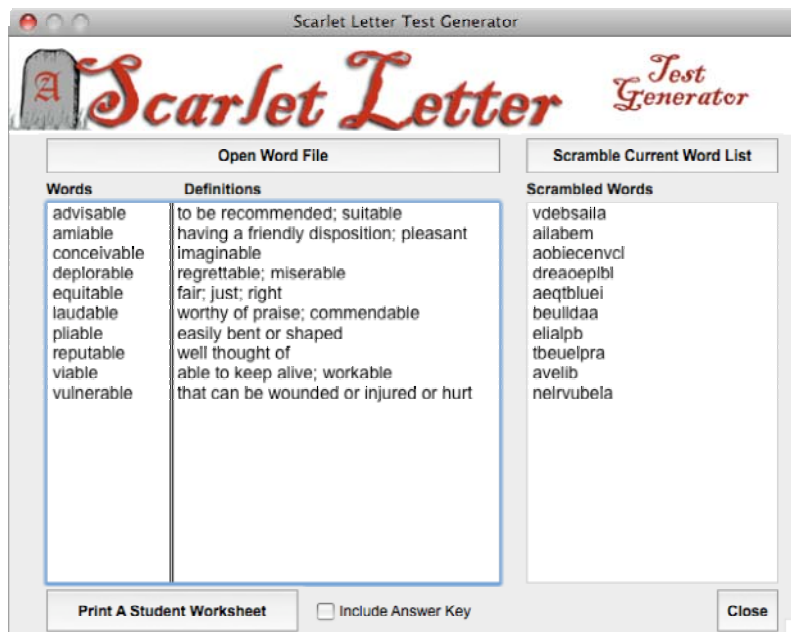 Scarlet Letter Test Generator
A Scarlet Letter
Test
Generator
Open Word File
Scramble Current Word List
Words Definitions
Scrambled Words
advisable to be recommended; suitable
amiable having a friendly disposition; pleasant
conceivable imaginable
deplorable regrettable; miserable
equitable fair; just; right
laudable worthy of praise; commendable
pliable easily bent or shaped
reputable well thought of
viable able to keep alive; workable
vulnerable that can be wounded or injured or hurt
vdebsaila
ailabem
aobiecenvcl
dreaoeplbl
aeqtbluei
beulldaa
elialpb
tbeuelpra
avelib
nelrvubela
Print A Student Worksheet
Include Answer Key
Close